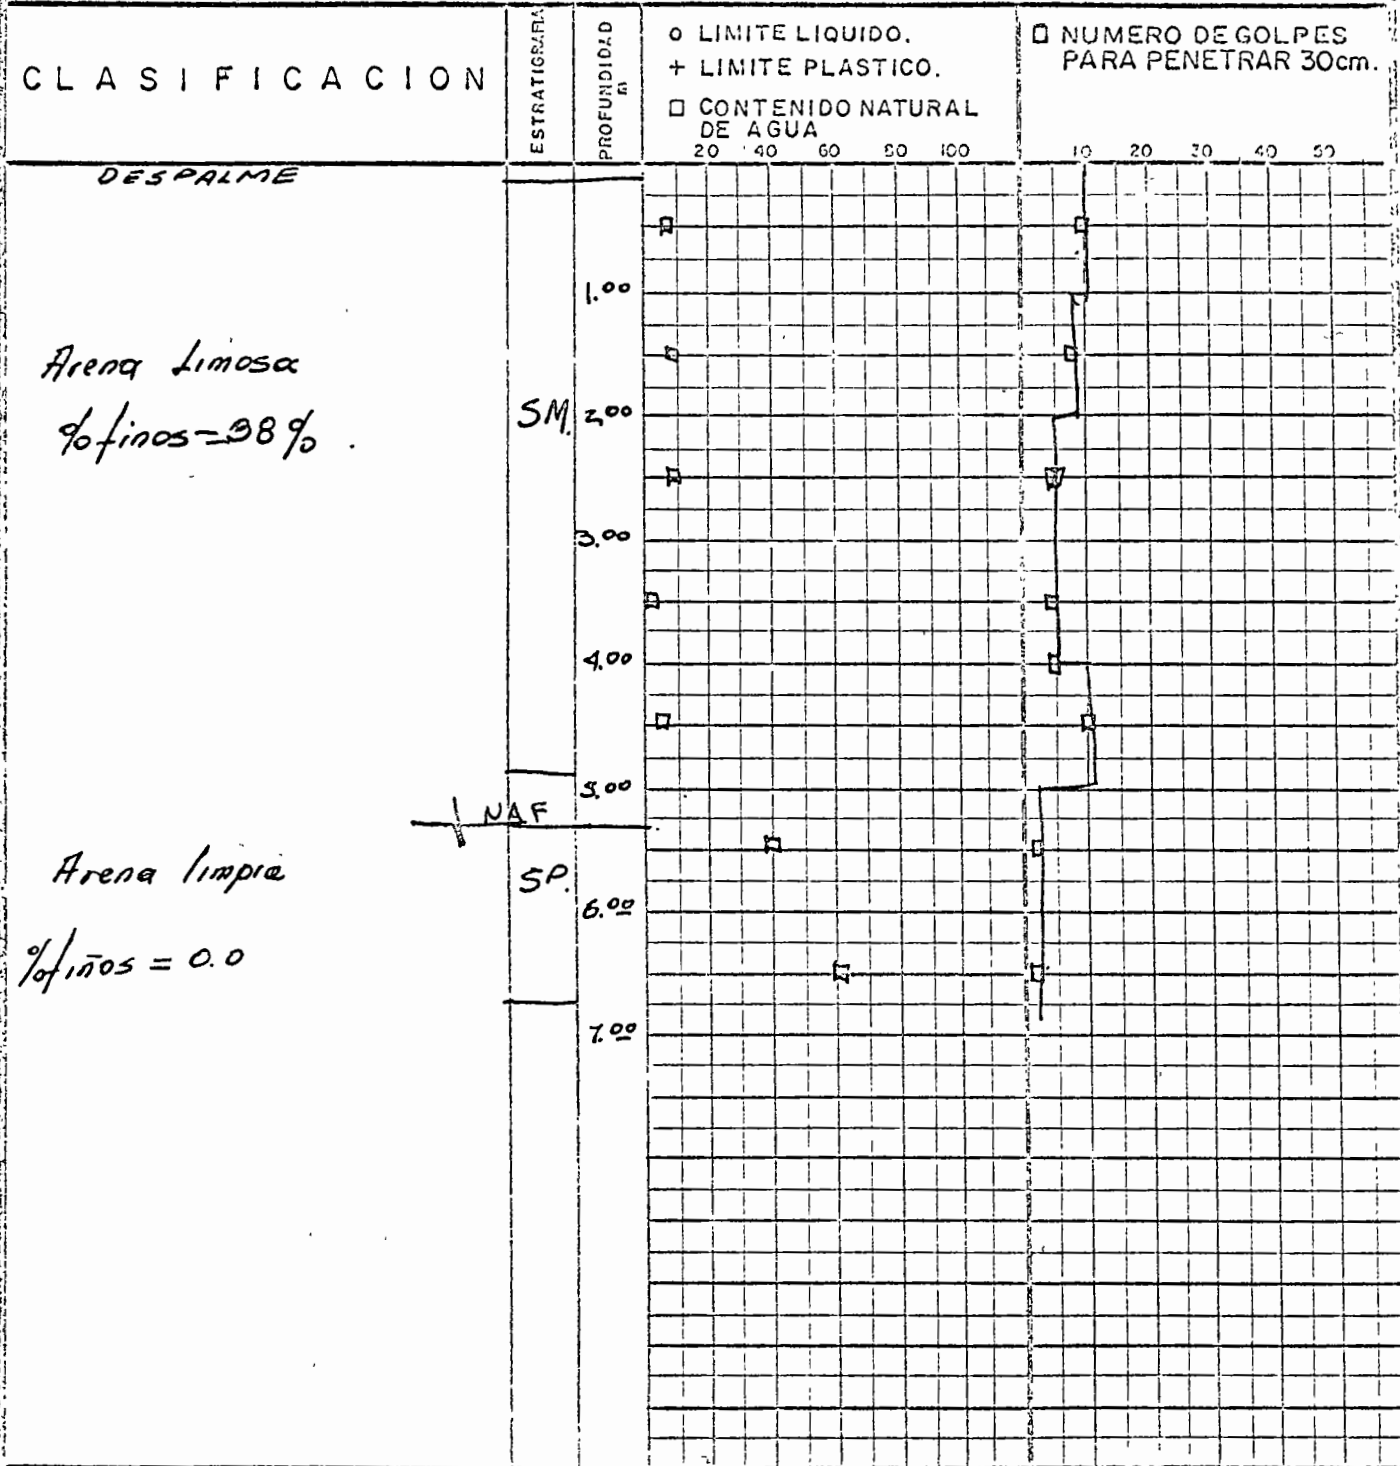 CLASIFICACION
ESTRATIGRAFIA
PROFUNDIDAD
m
o LIMITE LIQUIDO.
+ LIMITE PLASTICO.
□ CONTENIDO NATURAL
DE AGUA
20 40 60 80 100
□ NUMERO DE GOLPES
PARA PENETRAR 30cm.
10 20 30 40 50
DESPALME
1.00
Arena Limosa
SM. 2.00
% finos = 38 % .
3.00
4.00
5.00
NAF
Arena limpia
SP.
6.00
% finos = 0.0
7.00